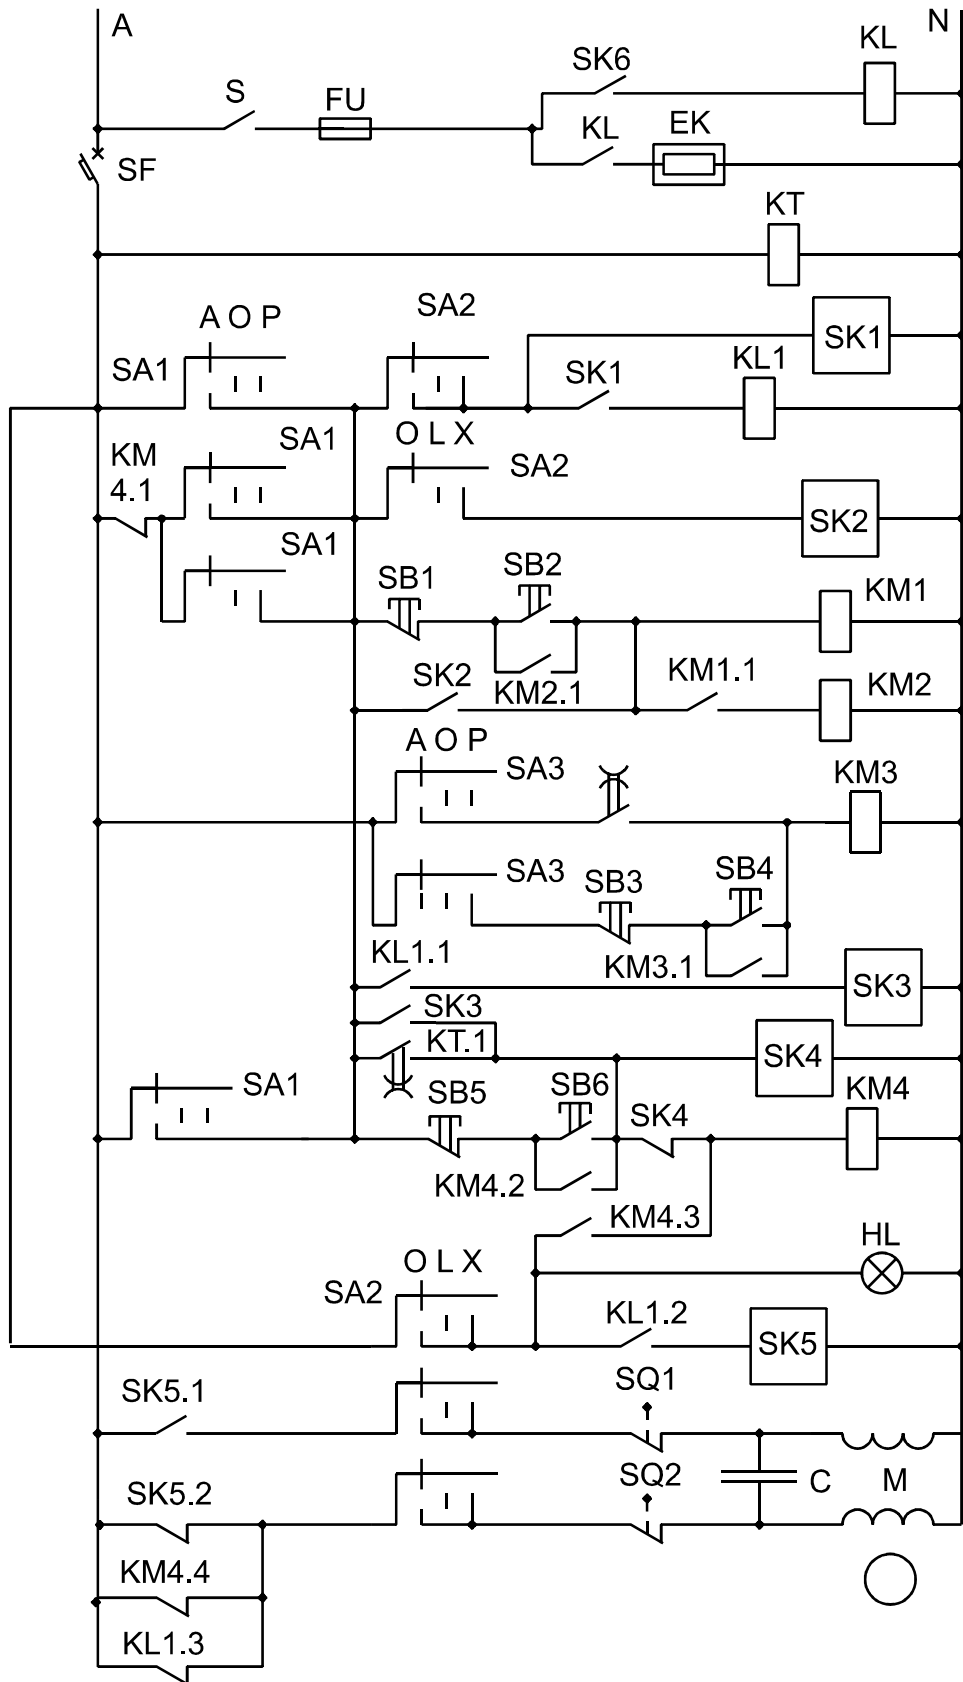 A
N
SK6
KL
S
FU
KL
EK
SF
KT
A O P
SA2
SA1
SK1
SK1
KL1
SA1
O L X
KM
4.1
SA2
SK2
SA1
SB1
SB2
KM1
SK2
KM2.1
KM1.1
KM2
A O P
SA3
KM3
SA3
SB3
SB4
KL1.1
KM3.1
SK3
SK3
KT.1
SK4
SA1
SB5
SB6
SK4
KM4
KM4.2
KM4.3
HL
O L X
SA2
KL1.2
SK5
SK5.1
SQ1
SK5.2
SQ2
C
M
KM4.4
KL1.3